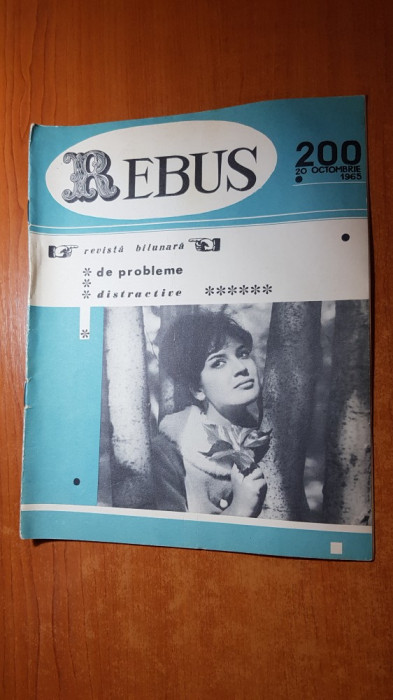 REBUS
200
20 OCTOMBRIE
1965
revistă bilunară
* de probleme
*
* distractive ******
*